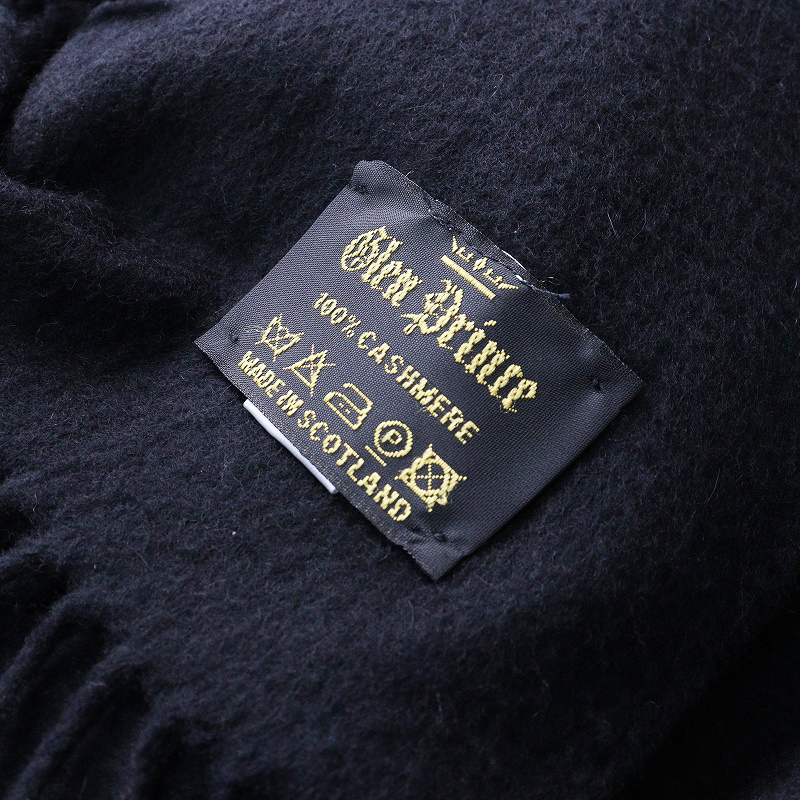 Glen Prince
100% CASHMERE
P
MADE IN SCOTLAND